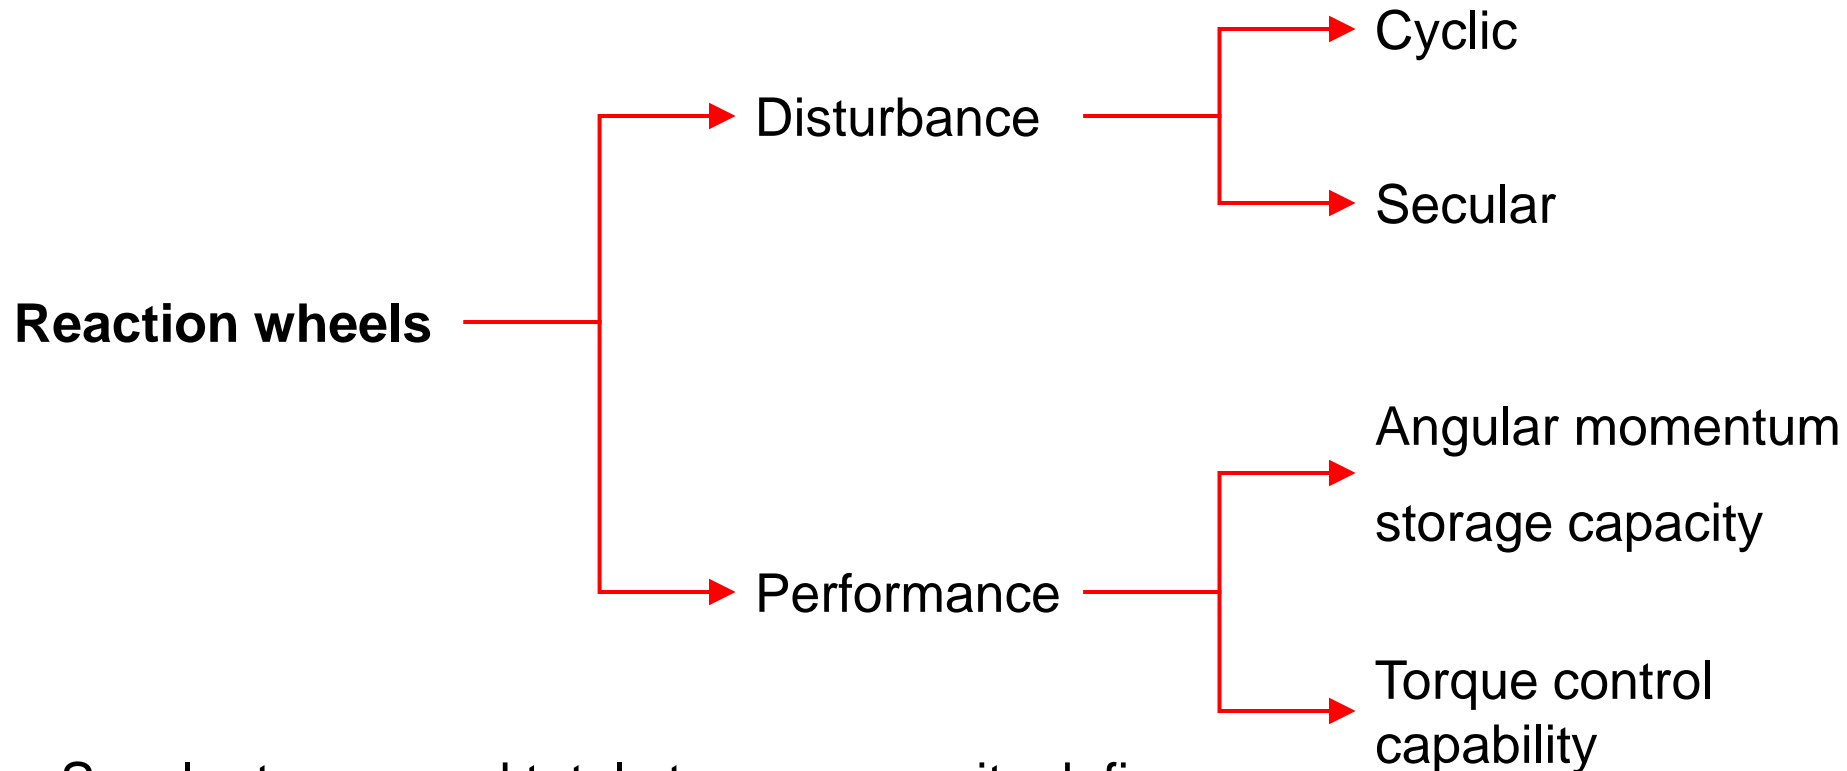 Cyclic
Disturbance
Secular
Reaction wheels
Angular momentum
storage capacity
Performance
Torque control
capability